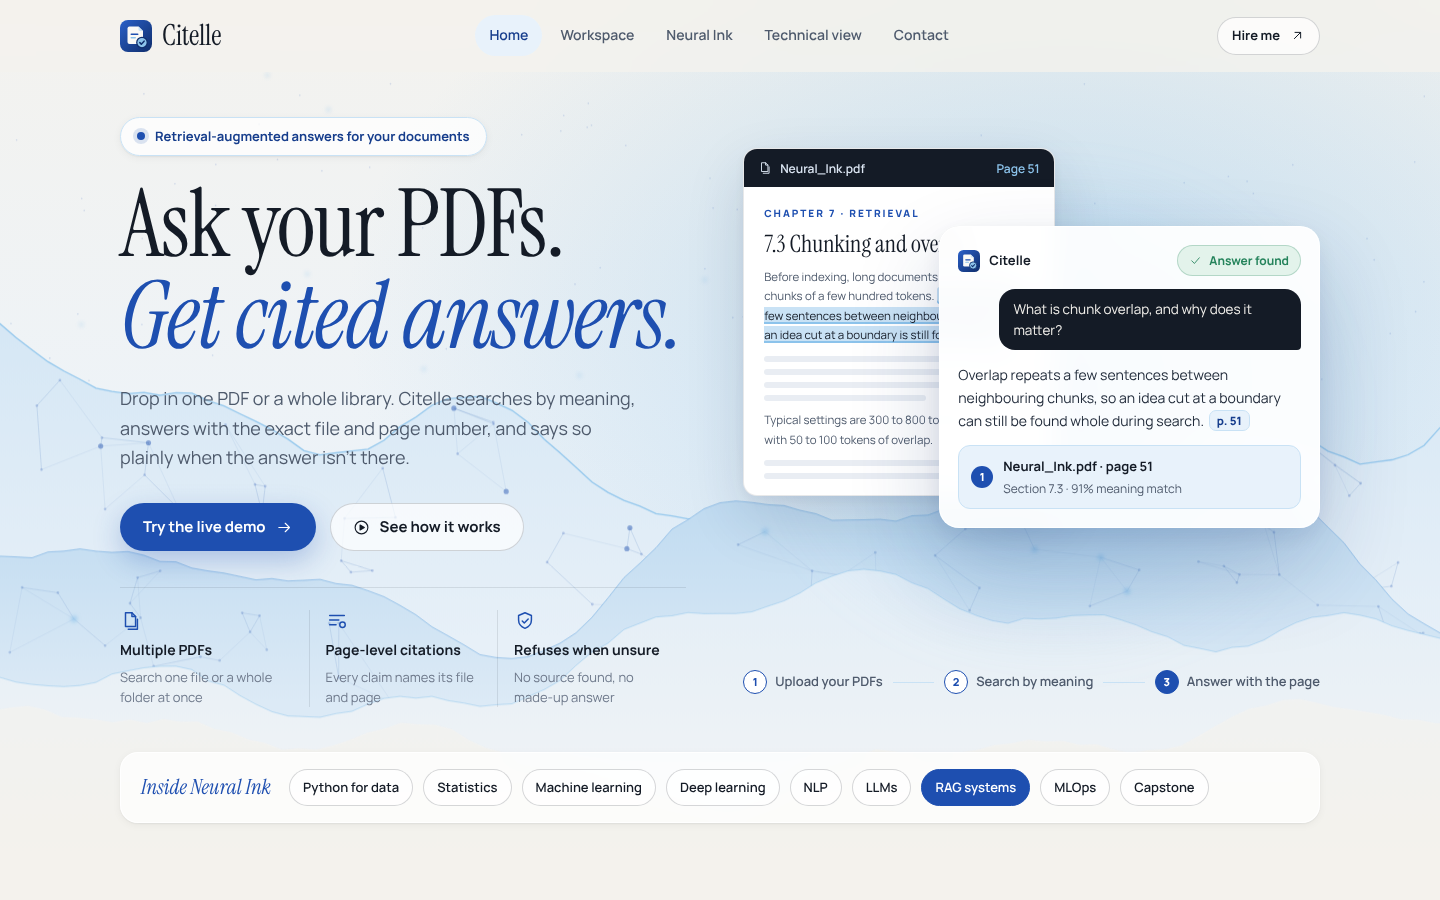 Citelle
Home
Workspace
Neural Ink
Technical view
Contact
Hire me
Retrieval-augmented answers for your documents
Ask your PDFs.
Get cited answers.
Drop in one PDF or a whole library. Citelle searches by meaning,
answers with the exact file and page number, and says so
plainly when the answer isn't there.
Try the live demo
See how it works
Multiple PDFs
Search one file or a whole
folder at once
Page-level citations
Every claim names its file
and page
Refuses when unsure
No source found, no
made-up answer
Neural_Ink.pdf
Page 51
CHAPTER 7 · RETRIEVAL
7.3 Chunking and ove
Before indexing, long documents
chunks of a few hundred tokens.
few sentences between neighbou
an idea cut at a boundary is still fo
Typical settings are 300 to 800 to
with 50 to 100 tokens of overlap.
Citelle
Answer found
What is chunk overlap, and why does it
matter?
Overlap repeats a few sentences between
neighbouring chunks, so an idea cut at a boundary
can still be found whole during search. p. 51
1
Neural_Ink.pdf · page 51
Section 7.3 · 91% meaning match
1 Upload your PDFs
2 Search by meaning
3 Answer with the page
Inside Neural Ink
Python for data
Statistics
Machine learning
Deep learning
NLP
LLMs
RAG systems
MLOps
Capstone